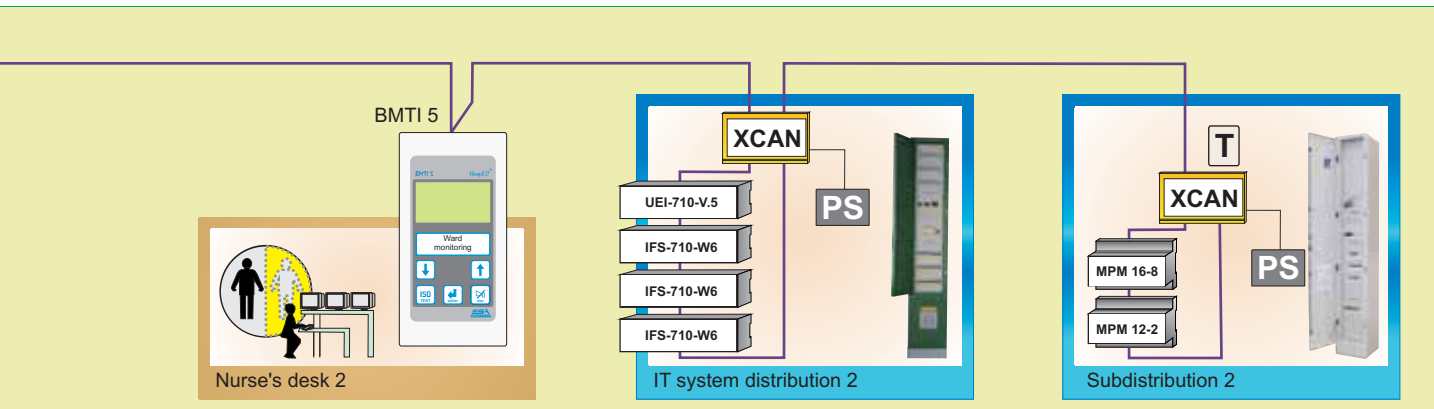 BMTI 5
BMTI 5
Ward
monitoring
ISO
TEST
Nurse's desk 2
XCAN
PS
UEI-710-V.5
IFS-710-W6
IFS-710-W6
IFS-710-W6
IT system distribution 2
T
XCAN
PS
MPM 16-8
MPM 12-2
Subdistribution 2